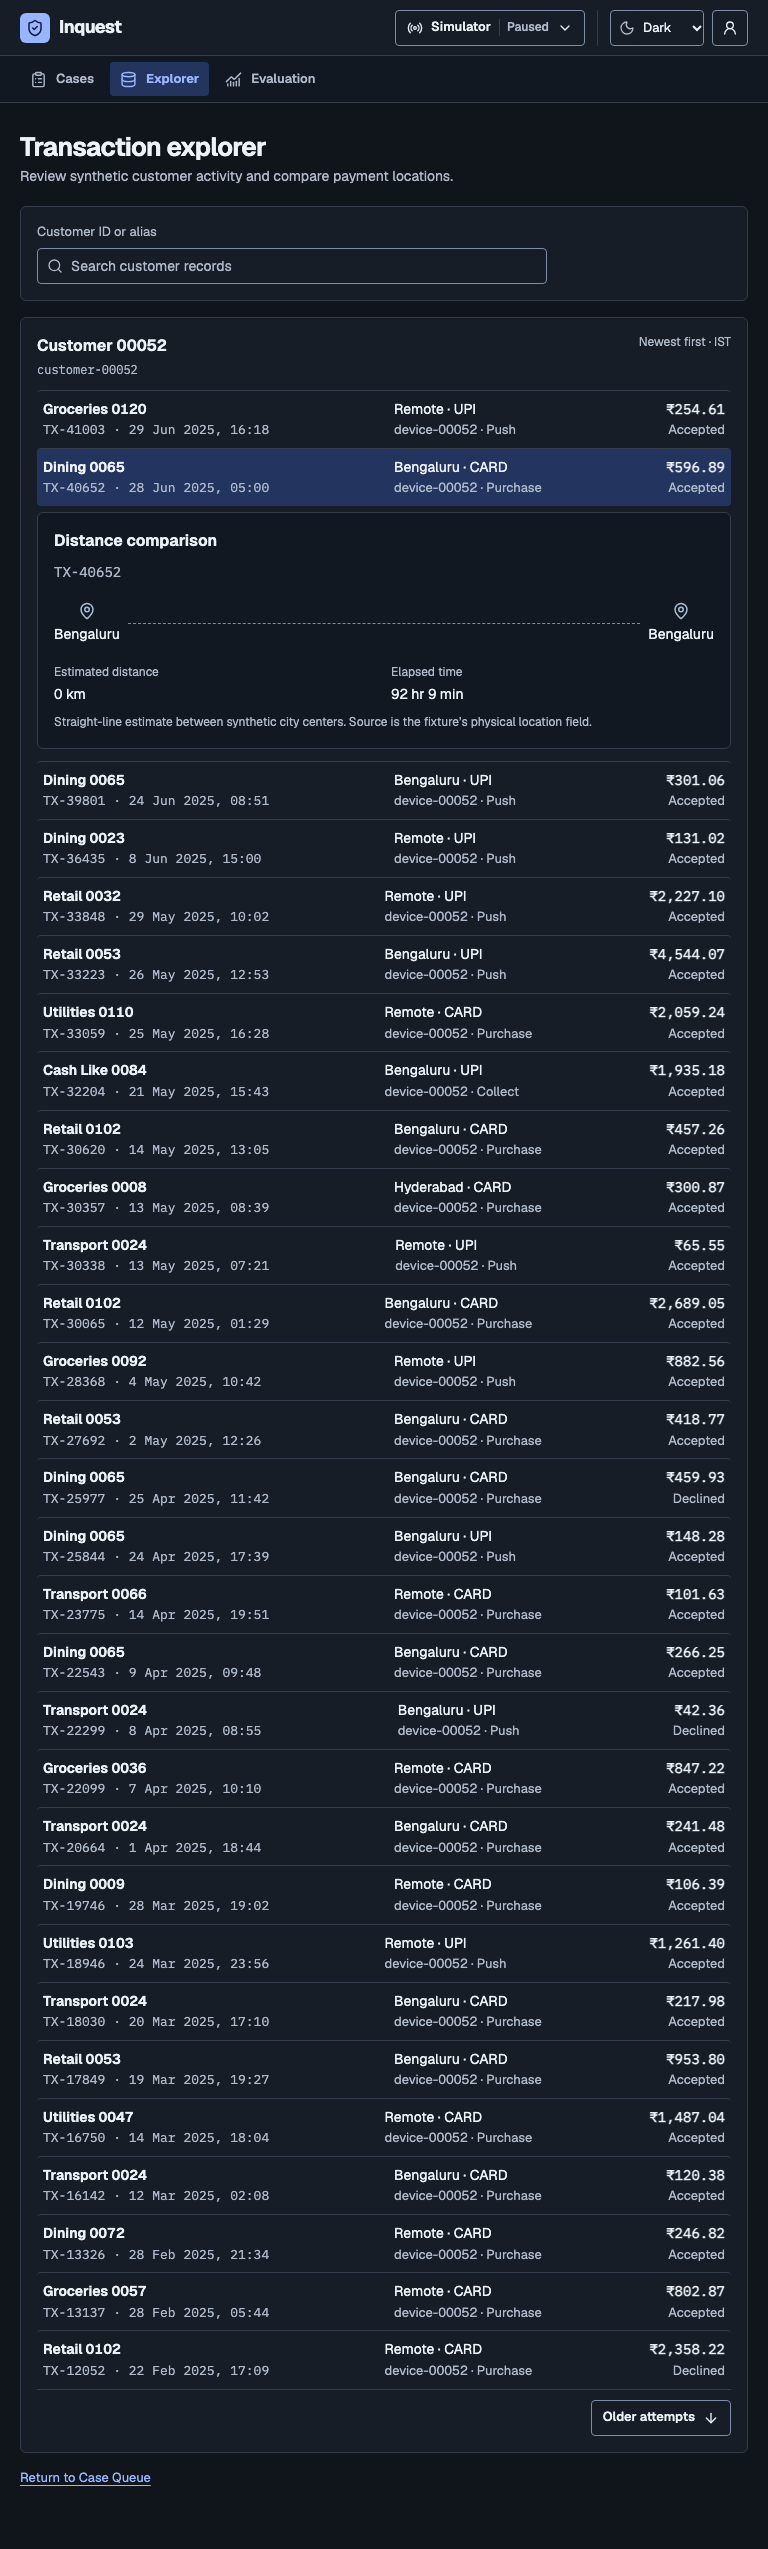 Inquest
Simulator Paused
Dark
Cases Explorer Evaluation
Transaction explorer
Review synthetic customer activity and compare payment locations.
Customer ID or alias
Search customer records
Customer 00052 Newest first · IST
customer-00052
Groceries 0120 Remote · UPI ₹254.61
TX-41003 · 29 Jun 2025, 16:18 device-00052 · Push Accepted
Dining 0065 Bengaluru · CARD ₹596.89
TX-40652 · 28 Jun 2025, 05:00 device-00052 · Purchase Accepted
Distance comparison
TX-40652
Bengaluru Bengaluru
Estimated distance Elapsed time
0 km 92 hr 9 min
Straight-line estimate between synthetic city centers. Source is the fixture's physical location field.
Dining 0065 Bengaluru · UPI ₹301.06
TX-39801 · 24 Jun 2025, 08:51 device-00052 · Push Accepted
Dining 0023 Remote · UPI ₹131.02
TX-36435 · 8 Jun 2025, 15:00 device-00052 · Push Accepted
Retail 0032 Remote · UPI ₹2,227.10
TX-33848 · 29 May 2025, 10:02 device-00052 · Push Accepted
Retail 0053 Bengaluru · UPI ₹4,544.07
TX-33223 · 26 May 2025, 12:53 device-00052 · Push Accepted
Utilities 0110 Remote · CARD ₹2,059.24
TX-33059 · 25 May 2025, 16:28 device-00052 · Purchase Accepted
Cash Like 0084 Bengaluru · UPI ₹1,935.18
TX-32204 · 21 May 2025, 15:43 device-00052 · Collect Accepted
Retail 0102 Bengaluru · CARD ₹457.26
TX-30620 · 14 May 2025, 13:05 device-00052 · Purchase Accepted
Groceries 0008 Hyderabad · CARD ₹300.87
TX-30357 · 13 May 2025, 08:39 device-00052 · Purchase Accepted
Transport 0024 Remote · UPI ₹65.55
TX-30338 · 13 May 2025, 07:21 device-00052 · Push Accepted
Retail 0102 Bengaluru · CARD ₹2,689.05
TX-30065 · 12 May 2025, 01:29 device-00052 · Purchase Accepted
Groceries 0092 Remote · UPI ₹882.56
TX-28368 · 4 May 2025, 10:42 device-00052 · Push Accepted
Retail 0053 Bengaluru · CARD ₹418.77
TX-27692 · 2 May 2025, 12:26 device-00052 · Purchase Accepted
Dining 0065 Bengaluru · CARD ₹459.93
TX-25977 · 25 Apr 2025, 11:42 device-00052 · Purchase Declined
Dining 0065 Bengaluru · UPI ₹148.28
TX-25844 · 24 Apr 2025, 17:39 device-00052 · Push Accepted
Transport 0066 Remote · CARD ₹101.63
TX-23775 · 14 Apr 2025, 19:51 device-00052 · Purchase Accepted
Dining 0065 Bengaluru · CARD ₹266.25
TX-22543 · 9 Apr 2025, 09:48 device-00052 · Purchase Accepted
Transport 0024 Bengaluru · UPI ₹42.36
TX-22299 · 8 Apr 2025, 08:55 device-00052 · Push Declined
Groceries 0036 Remote · CARD ₹847.22
TX-22099 · 7 Apr 2025, 10:10 device-00052 · Purchase Accepted
Transport 0024 Bengaluru · CARD ₹241.48
TX-20664 · 1 Apr 2025, 18:44 device-00052 · Purchase Accepted
Dining 0009 Remote · CARD ₹106.39
TX-19746 · 28 Mar 2025, 19:02 device-00052 · Purchase Accepted
Utilities 0103 Remote · UPI ₹1,261.40
TX-18946 · 24 Mar 2025, 23:56 device-00052 · Push Accepted
Transport 0024 Bengaluru · CARD ₹217.98
TX-18030 · 20 Mar 2025, 17:10 device-00052 · Purchase Accepted
Retail 0053 Bengaluru · CARD ₹953.80
TX-17849 · 19 Mar 2025, 19:27 device-00052 · Purchase Accepted
Utilities 0047 Remote · CARD ₹1,487.04
TX-16750 · 14 Mar 2025, 18:04 device-00052 · Purchase Accepted
Transport 0024 Bengaluru · CARD ₹120.38
TX-16142 · 12 Mar 2025, 02:08 device-00052 · Purchase Accepted
Dining 0072 Remote · CARD ₹246.82
TX-13326 · 28 Feb 2025, 21:34 device-00052 · Purchase Accepted
Groceries 0057 Remote · CARD ₹802.87
TX-13137 · 28 Feb 2025, 05:44 device-00052 · Purchase Accepted
Retail 0102 Remote · CARD ₹2,358.22
TX-12052 · 22 Feb 2025, 17:09 device-00052 · Purchase Declined
Older attempts
Return to Case Queue